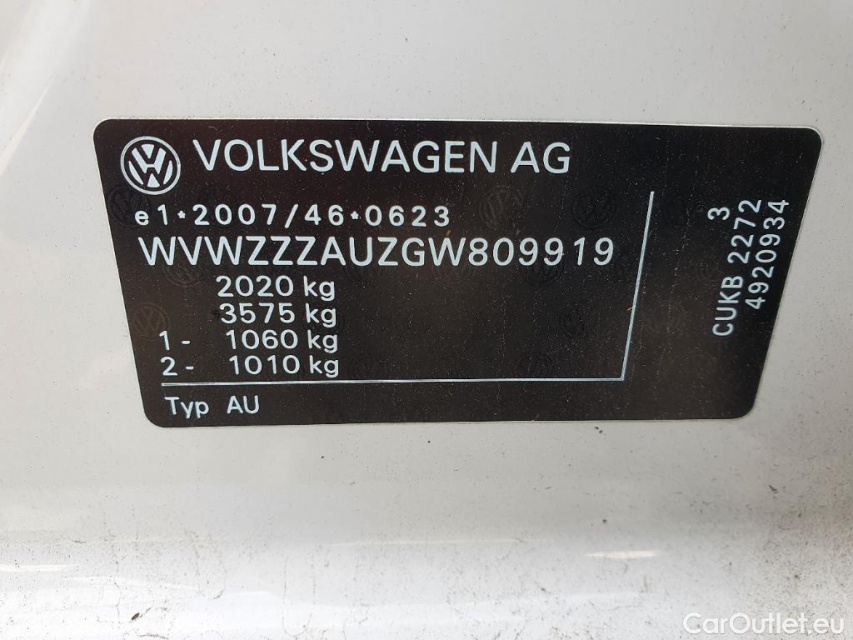 VOLKSWAGEN AG
e1*2007/46*0623
WVWZZZAUZGW809919
2020 kg
3575 kg
1- 1060 kg
2- 1010 kg
Typ AU
3
CUKB 2272
4920934
CarOutlet.eu